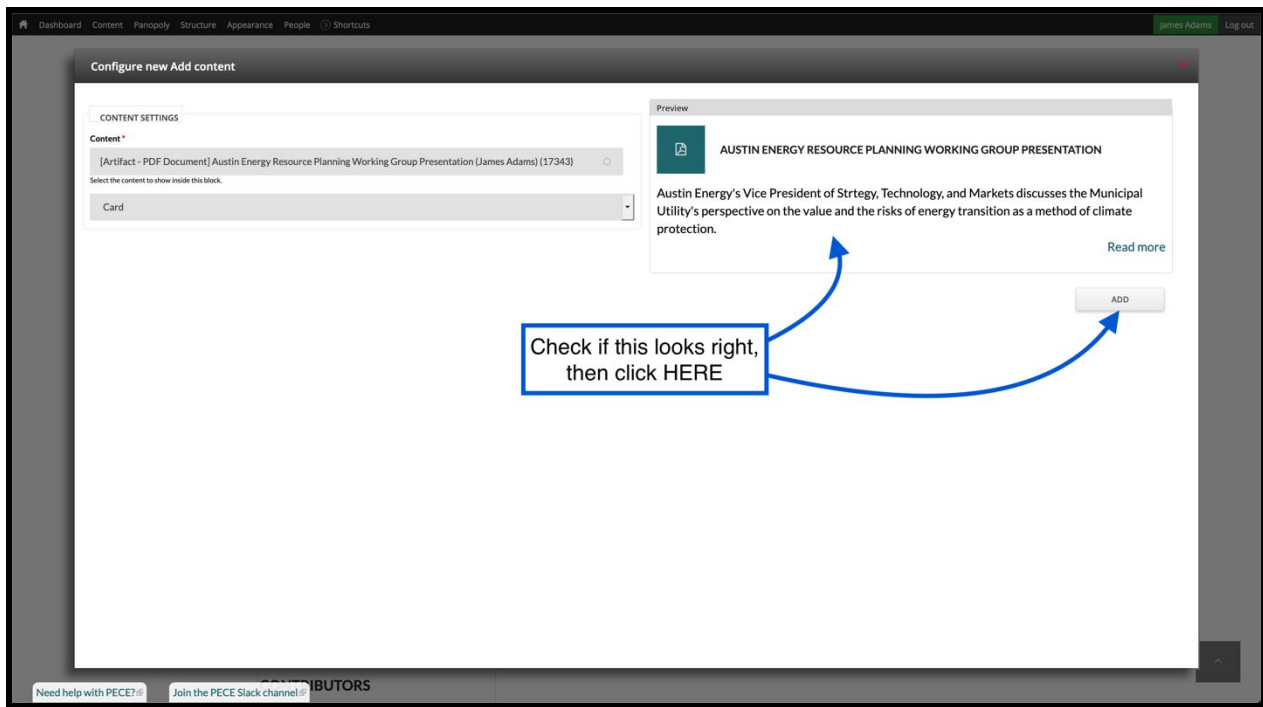 Dashboard Content Panopoly Structure Appearance People Shortcuts James Adams Log out
Configure new Add content
CONTENT SETTINGS
Content *
[Artifact - PDF Document] Austin Energy Resource Planning Working Group Presentation (James Adams) (17343)
Select the content to show inside this block.
Card
Preview
AUSTIN ENERGY RESOURCE PLANNING WORKING GROUP PRESENTATION
Austin Energy's Vice President of Strtegy, Technology, and Markets discusses the Municipal
Utility's perspective on the value and the risks of energy transition as a method of climate
protection.
Read more
ADD
Check if this looks right,
then click HERE
Need help with PECE?
Join the PECE Slack channel
CONTRIBUTORS